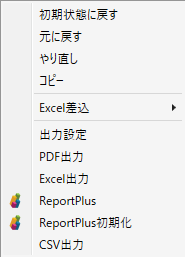 初期状態に戻す
元に戻す
やり直し
コピー
Excel差込
出力設定
PDF出力
Excel出力
ReportPlus
ReportPlus初期化
CSV出力